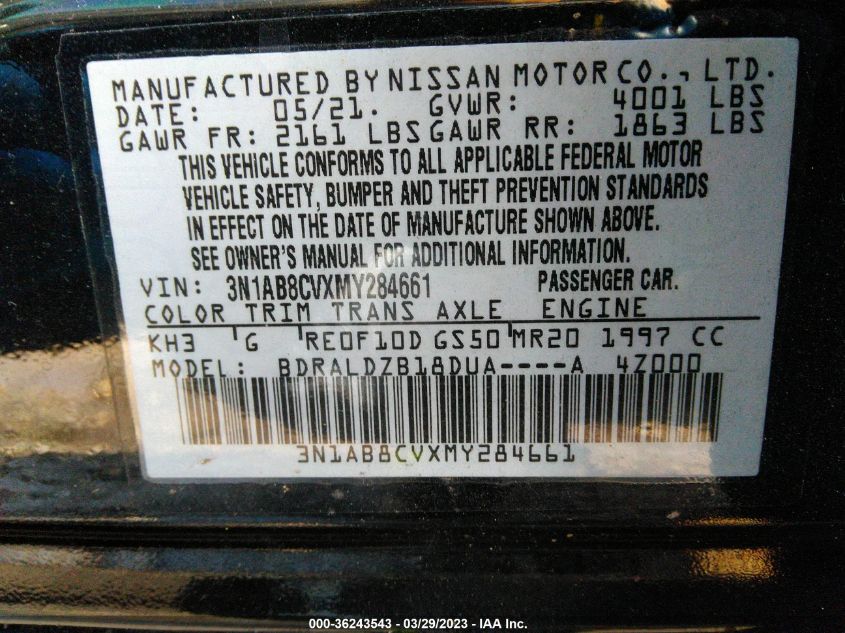 MANUFACTURED BY NISSAN MOTOR CO., LTD.
DATE: 05/21. GVWR: 4001 LBS
GAWR FR: 2161 LBS GAWR RR: 1863 LBS
THIS VEHICLE CONFORMS TO ALL APPLICABLE FEDERAL MOTOR
VEHICLE SAFETY, BUMPER AND THEFT PREVENTION STANDARDS
IN EFFECT ON THE DATE OF MANUFACTURE SHOWN ABOVE.
SEE OWNER'S MANUAL FOR ADDITIONAL INFORMATION.
VIN: 3N1AB8CVXMY284661 PASSENGER CAR.
COLOR TRIM TRANS AXLE ENGINE
KH3 G RE0F10D GS50 MR20 1997 CC
MODEL: BDRALDZB18DUA----A 4Z000
3N1AB8CVXMY284661
000-36243543 - 03/29/2023 - IAA Inc.